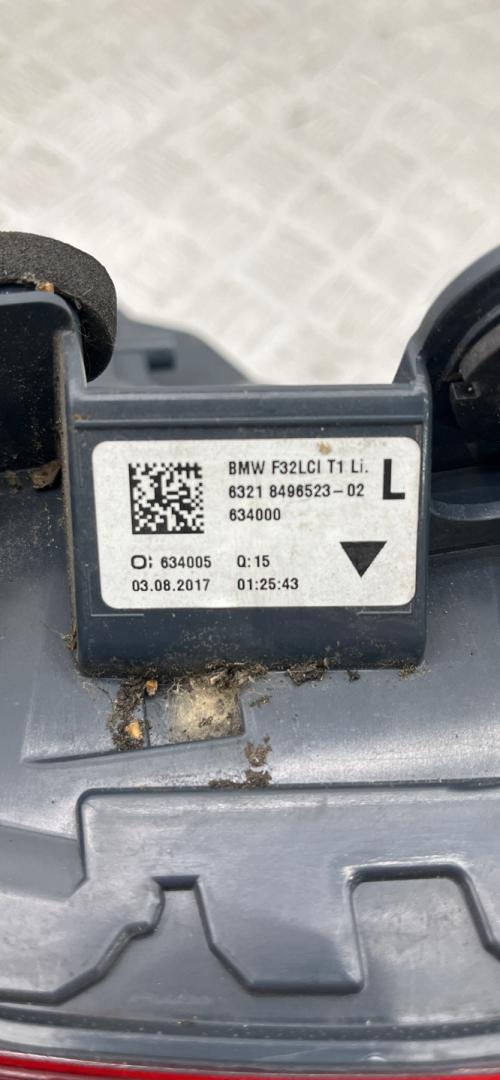 BMW F32LCI T1 Li.
6321 8496523-02 L
634000
O: 634005 Q:15
03.08.2017 01:25:43